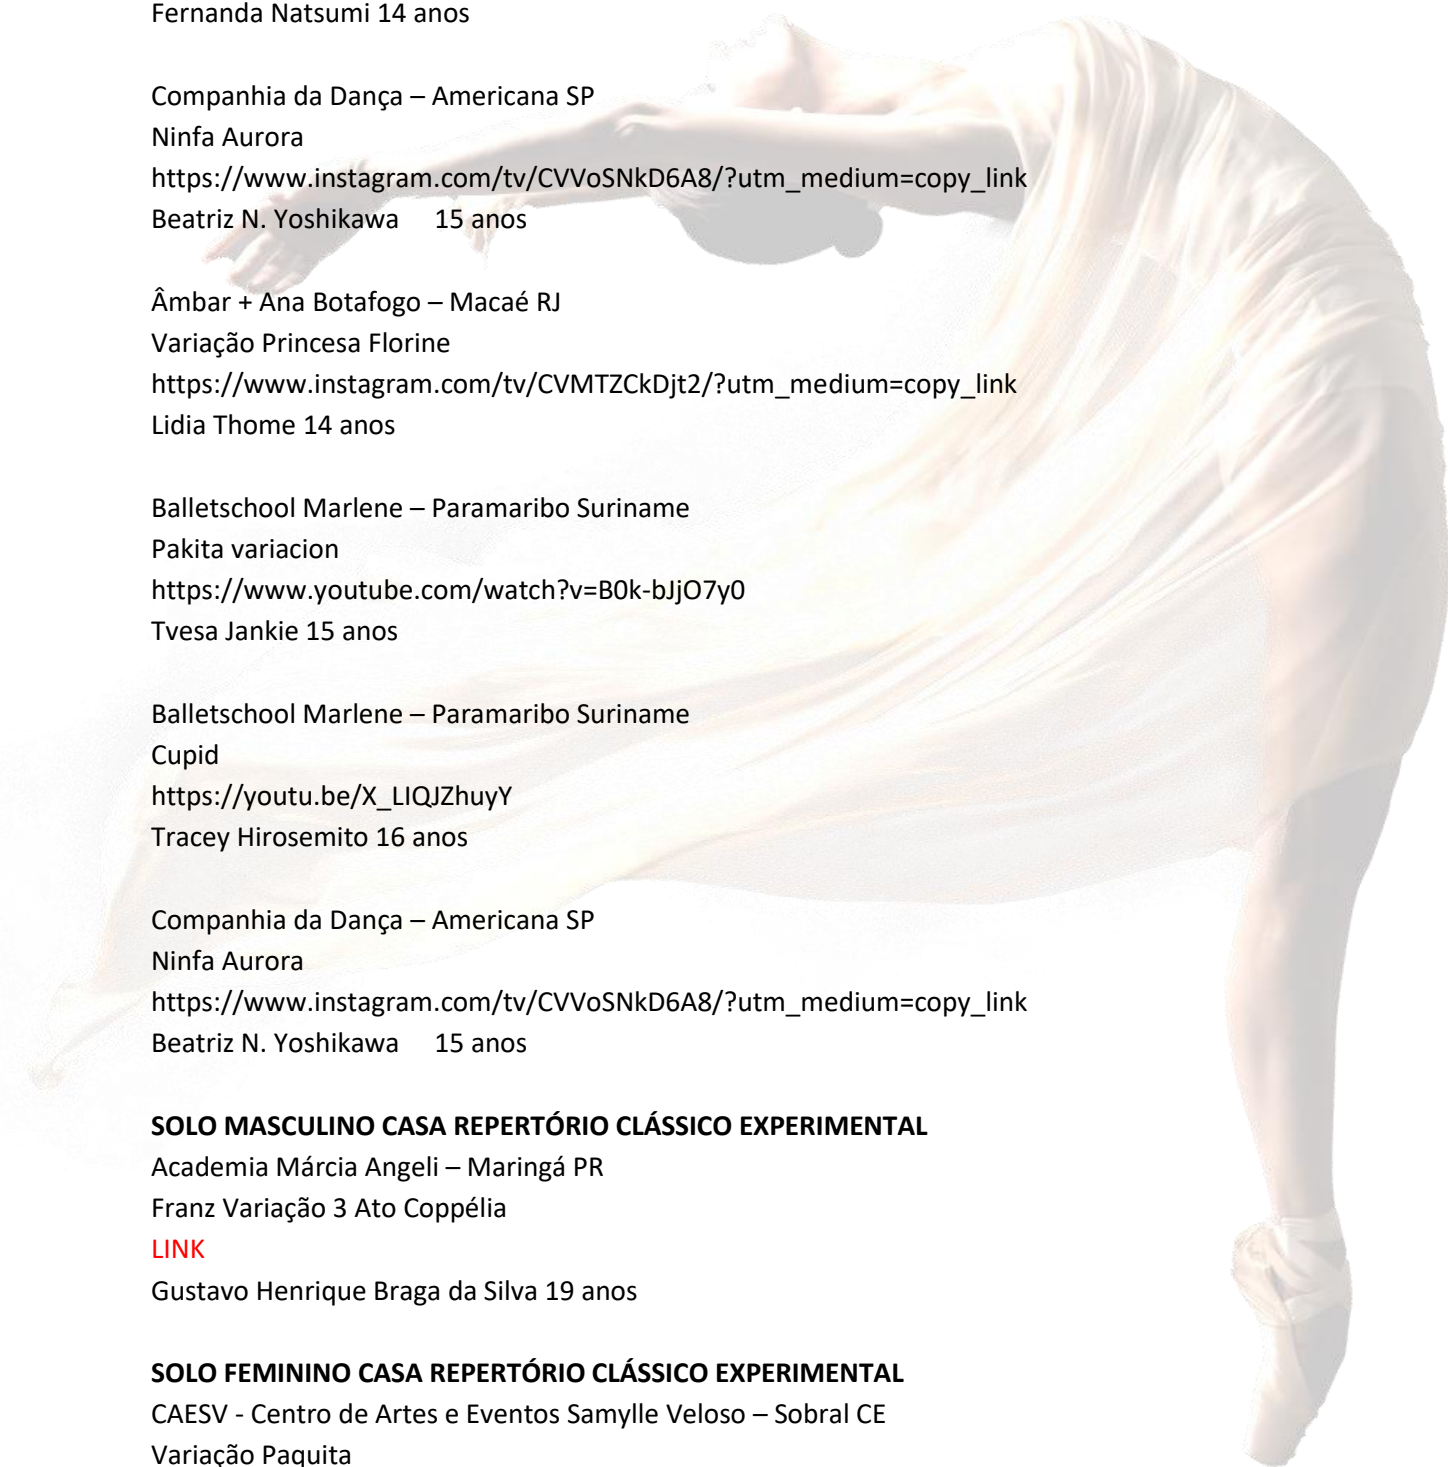 Fernanda Natsumi 14 anos
Companhia da Dança – Americana SP
Ninfa Aurora
https://www.instagram.com/tv/CVVoSNkD6A8/?utm_medium=copy_link
Beatriz N. Yoshikawa 15 anos
Âmbar + Ana Botafogo – Macaé RJ
Variação Princesa Florine
https://www.instagram.com/tv/CVMTZCkDjt2/?utm_medium=copy_link
Lidia Thome 14 anos
Balletschool Marlene – Paramaribo Suriname
Pakita variacion
https://www.youtube.com/watch?v=B0k-bJjO7y0
Tvesa Jankie 15 anos
Balletschool Marlene – Paramaribo Suriname
Cupid
https://youtu.be/X_LIQJZhuyY
Tracey Hirosemito 16 anos
Companhia da Dança – Americana SP
Ninfa Aurora
https://www.instagram.com/tv/CVVoSNkD6A8/?utm_medium=copy_link
Beatriz N. Yoshikawa 15 anos
SOLO MASCULINO CASA REPERTÓRIO CLÁSSICO EXPERIMENTAL
Academia Márcia Angeli – Maringá PR
Franz Variação 3 Ato Coppélia
LINK
Gustavo Henrique Braga da Silva 19 anos
SOLO FEMININO CASA REPERTÓRIO CLÁSSICO EXPERIMENTAL
CAESV - Centro de Artes e Eventos Samylle Veloso – Sobral CE
Variação Paquita